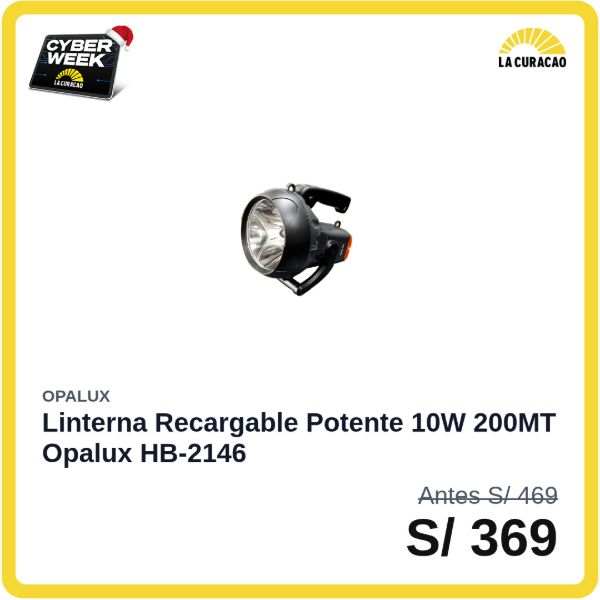 CYBER
WEEK
LA CURACAO
LA CURACAO
OPALUX
Linterna Recargable Potente 10W 200MT
Opalux HB-2146
Antes S/ 469
S/ 369